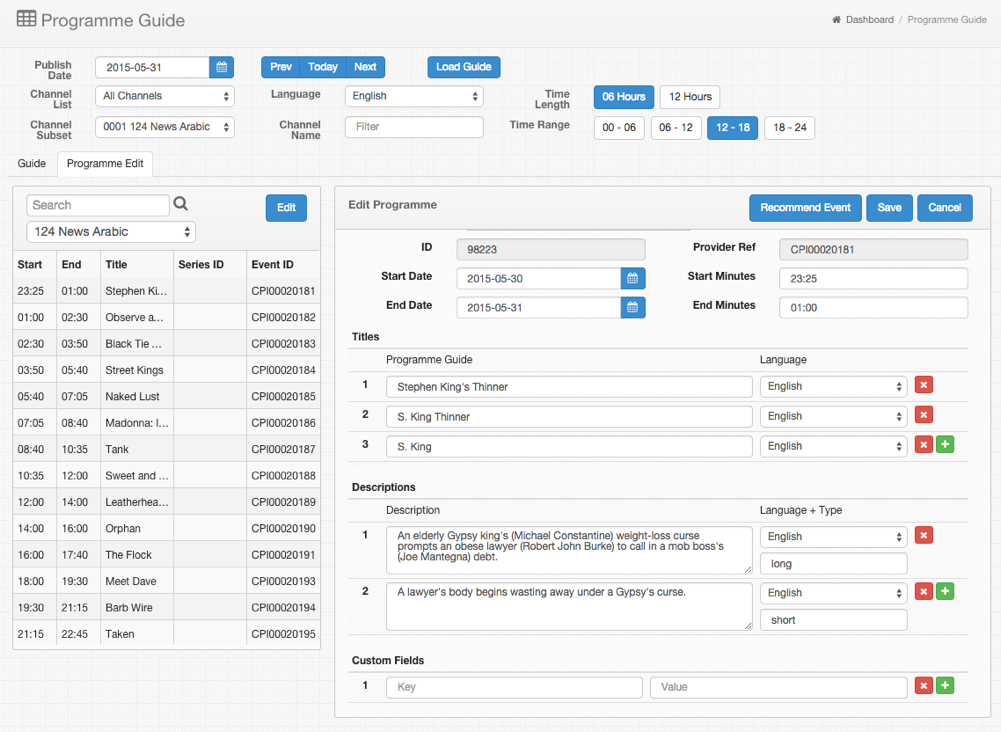 Programme Guide
Dashboard / Programme Guide
Publish Date 2015-05-31 Prev Today Next Load Guide
Channel List All Channels Language English Time Length 06 Hours 12 Hours
Channel Subset 0001 124 News Arabic Channel Name Filter Time Range 00 - 06 06 - 12 12 - 18 18 - 24
Guide Programme Edit
Search Edit
124 News Arabic
Start End Title Series ID Event ID
23:25 01:00 Stephen Ki... CPI00020181
01:00 02:30 Observe a... CPI00020182
02:30 03:50 Black Tie ... CPI00020183
03:50 05:40 Street Kings CPI00020184
05:40 07:05 Naked Lust CPI00020185
07:05 08:40 Madonna: I... CPI00020186
08:40 10:35 Tank CPI00020187
10:35 12:00 Sweet and ... CPI00020188
12:00 14:00 Leatherhea... CPI00020189
14:00 16:00 Orphan CPI00020190
16:00 17:40 The Flock CPI00020191
18:00 19:30 Meet Dave CPI00020193
19:30 21:15 Barb Wire CPI00020194
21:15 22:45 Taken CPI00020195
Edit Programme Recommend Event Save Cancel
ID 98223 Provider Ref CPI00020181
Start Date 2015-05-30 Start Minutes 23:25
End Date 2015-05-31 End Minutes 01:00
Titles
Programme Guide Language
1 Stephen King's Thinner English
2 S. King Thinner English
3 S. King English
Descriptions
Description Language + Type
1 An elderly Gypsy king's (Michael Constantine) weight-loss curse English
prompts an obese lawyer (Robert John Burke) to call in a mob boss's
(Joe Mantegna) debt.
long
2 A lawyer's body begins wasting away under a Gypsy's curse. English
short
Custom Fields
1 Key Value